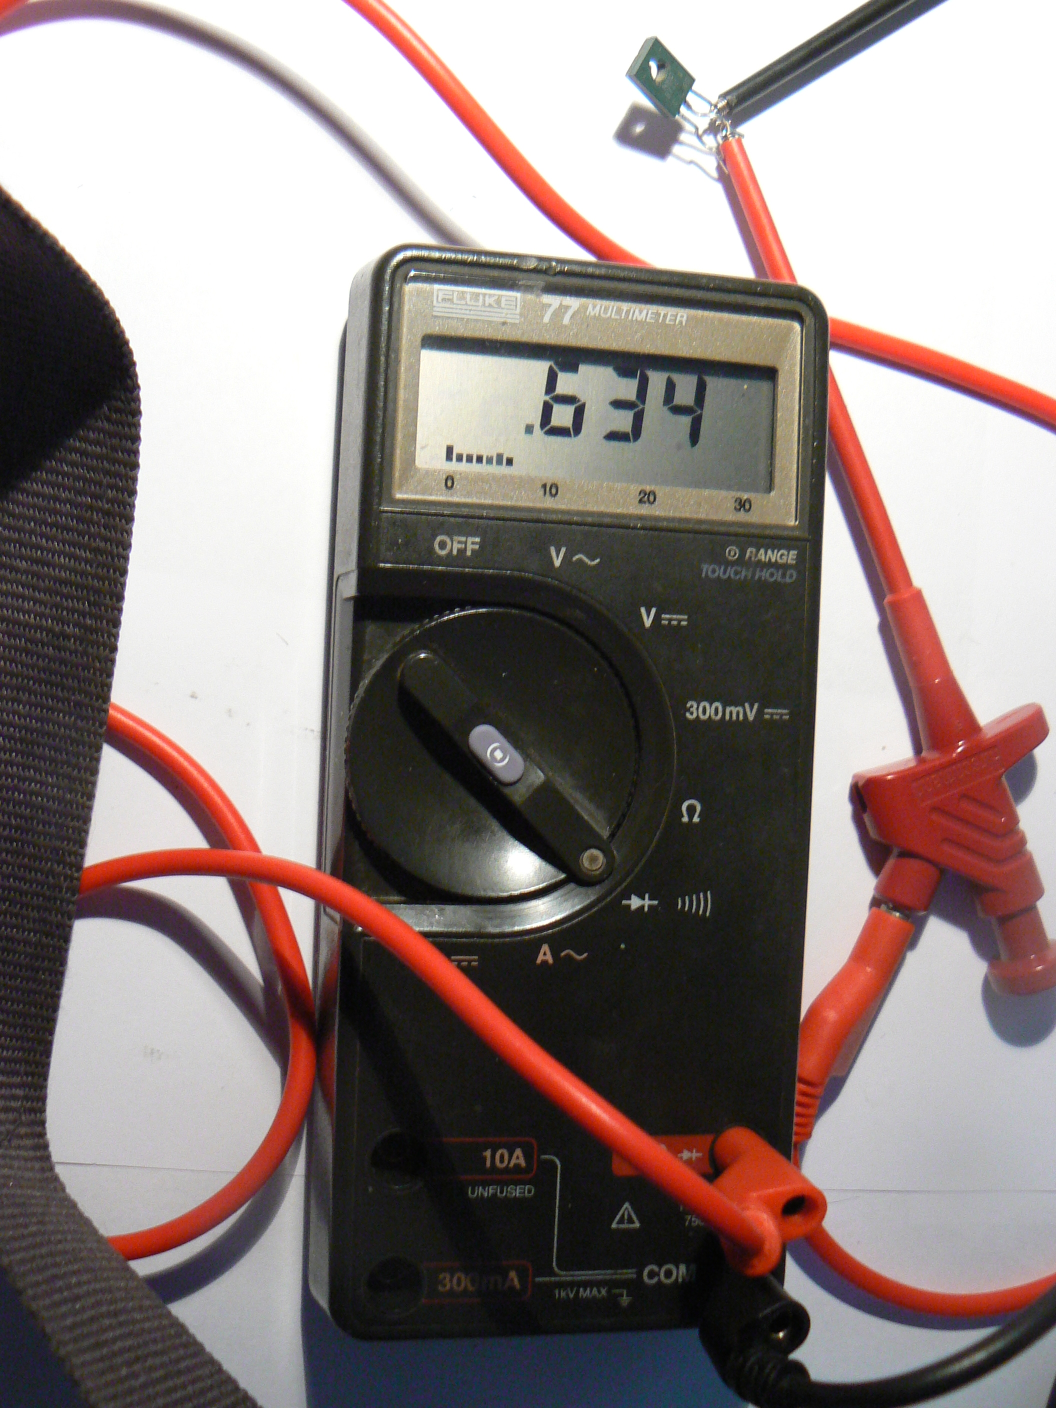 FLUKE 77 MULTIMETER
.634
0 10 20 30
OFF V~
RANGE
TOUCH HOLD
V
300mV
Ω
A~
10A
UNFUSED
300mA
COM
1kV MAX